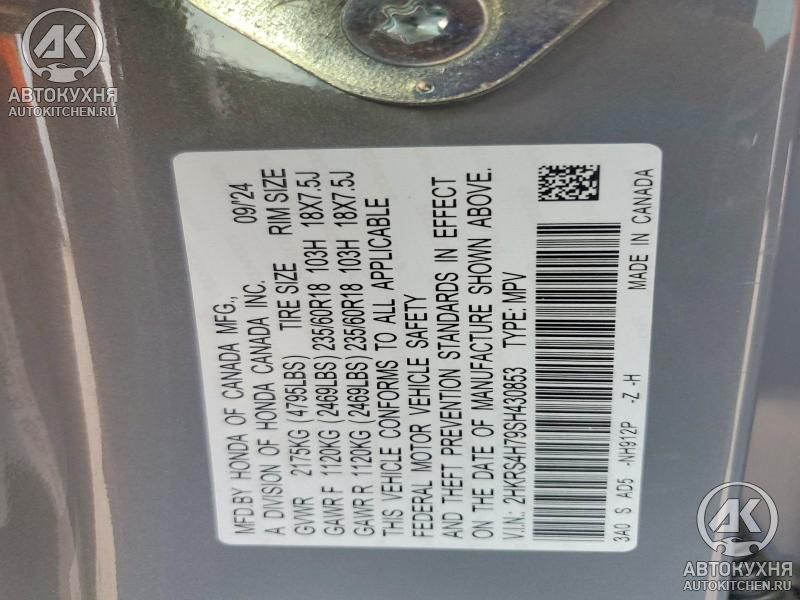 AK
АВТОКУХНЯ
AUTOKITCHEN.RU
MFD.BY HONDA OF CANADA MFG., 09/24
A DIVISION OF HONDA CANADA INC.
GVWR 2175KG (4795LBS) TIRE SIZE RIM SIZE
GAWR F 1120KG (2469LBS) 235/60R18 103H 18X7.5J
GAWR R 1120KG (2469LBS) 235/60R18 103H 18X7.5J
THIS VEHICLE CONFORMS TO ALL APPLICABLE
FEDERAL MOTOR VEHICLE SAFETY
AND THEFT PREVENTION STANDARDS IN EFFECT
ON THE DATE OF MANUFACTURE SHOWN ABOVE.
V.I.N: 2HKRS4H79SH430853 TYPE: MPV
3A0 S AD5 -NH912P -Z -H MADE IN CANADA
AK
АВТОКУХНЯ
AUTOKITCHEN.RU